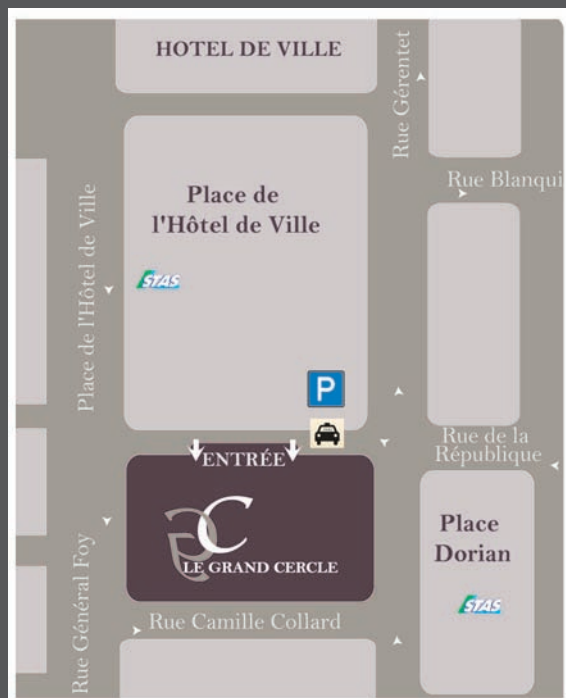 HOTEL DE VILLE
Rue Gérentet
Rue Blanqui
Place de
l'Hôtel de Ville
Place de l'Hôtel de Ville
STAS
P
Rue de la
République
ENTRÉE
GC
LE GRAND CERCLE
Place
Dorian
STAS
Rue Général Foy
Rue Camille Collard